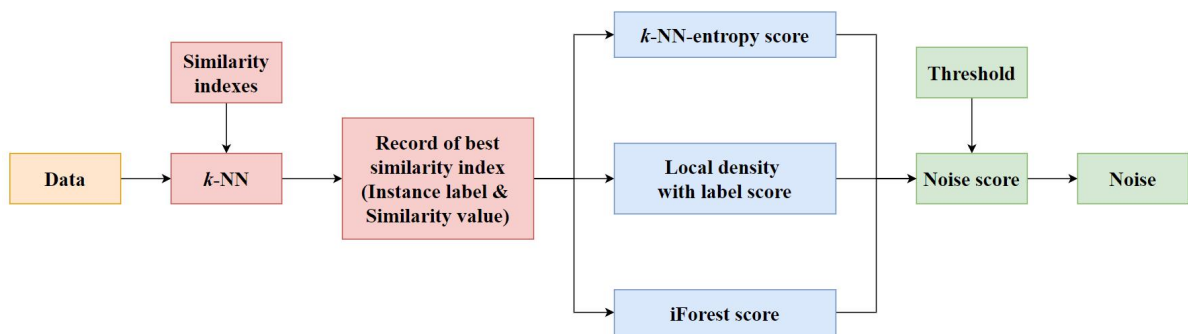 k-NN-entropy score
Similarity
indexes
Threshold
Data
k-NN
Record of best
similarity index
(Instance label &
Similarity value)
Local density
with label score
Noise score
Noise
iForest score